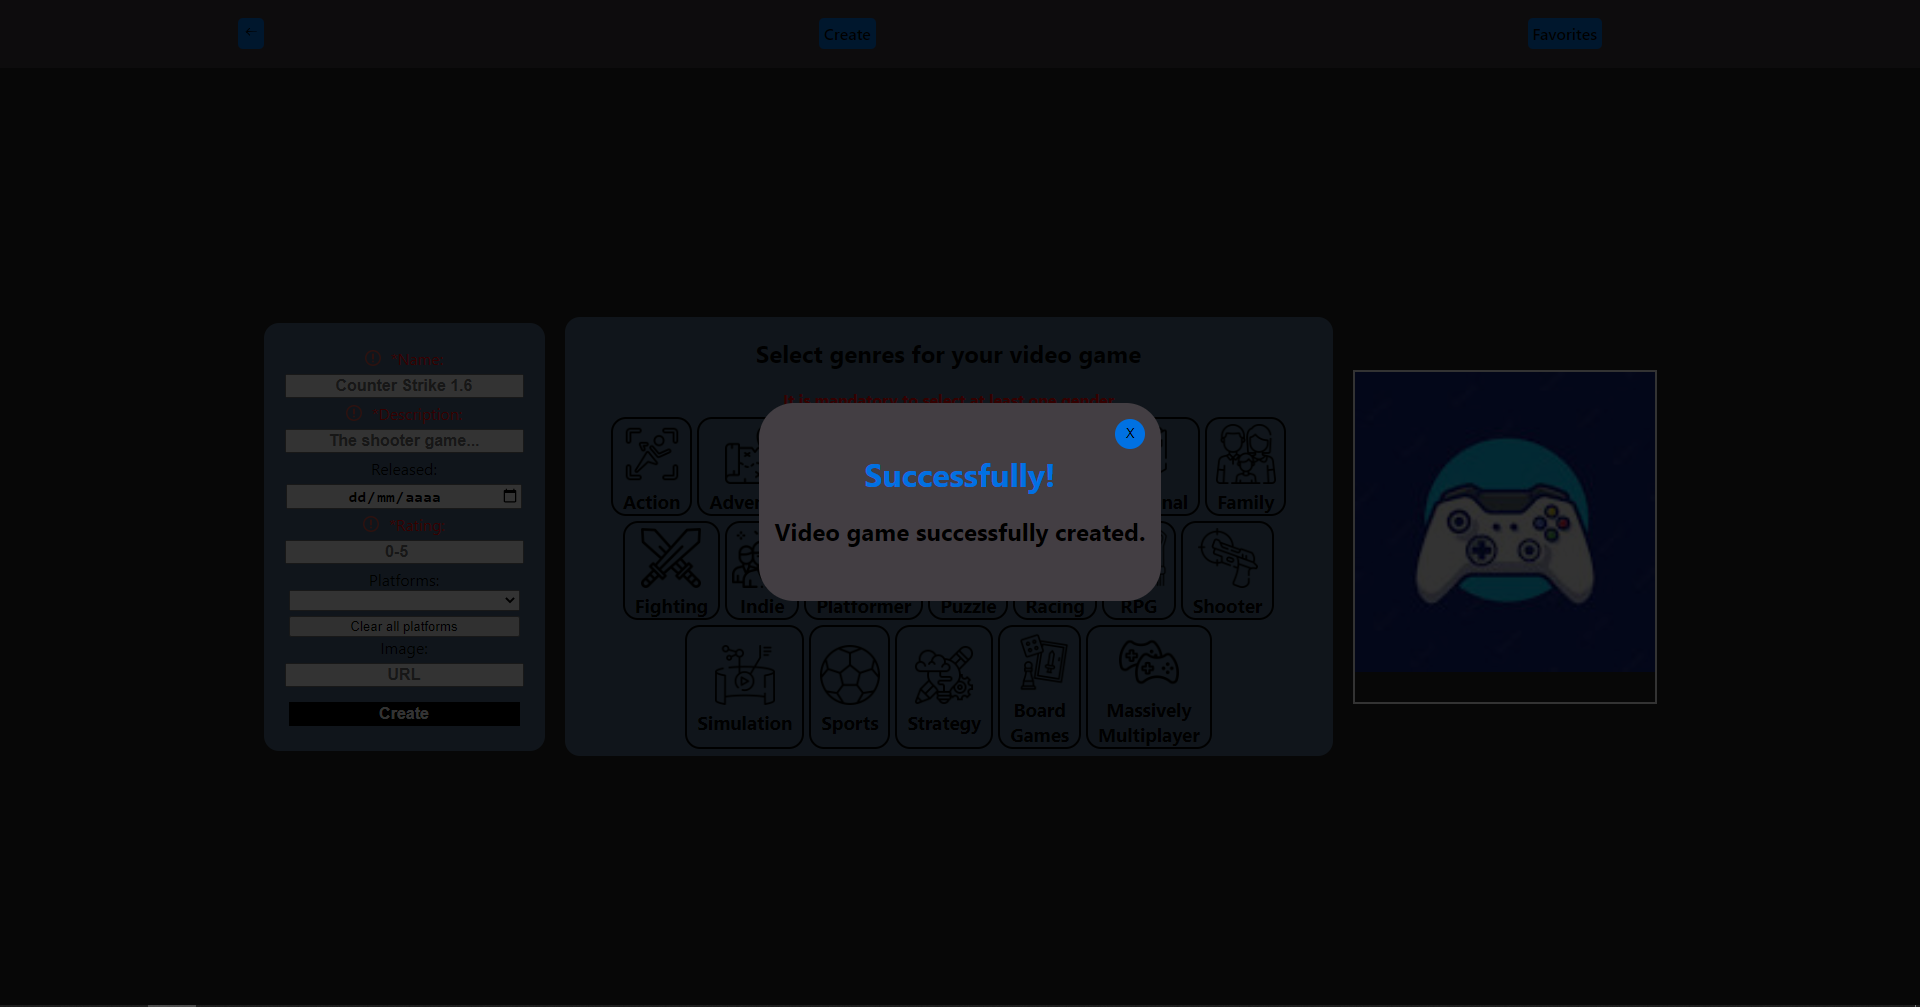 ←
Create
Favorites
Name:
Counter Strike 1.6
Description:
The shooter game...
Released:
dd/mm/aaaa
Rating:
0-5
Platforms:
Clear all platforms
Image:
URL
Create
Select genres for your video game
It is mandatory to select at least one gender
X
Successfully!
Video game successfully created.
Action
Family
Fighting
Indie
Platformer
Puzzle
Racing
RPG
Shooter
Simulation
Sports
Strategy
Board
Games
Massively
Multiplayer